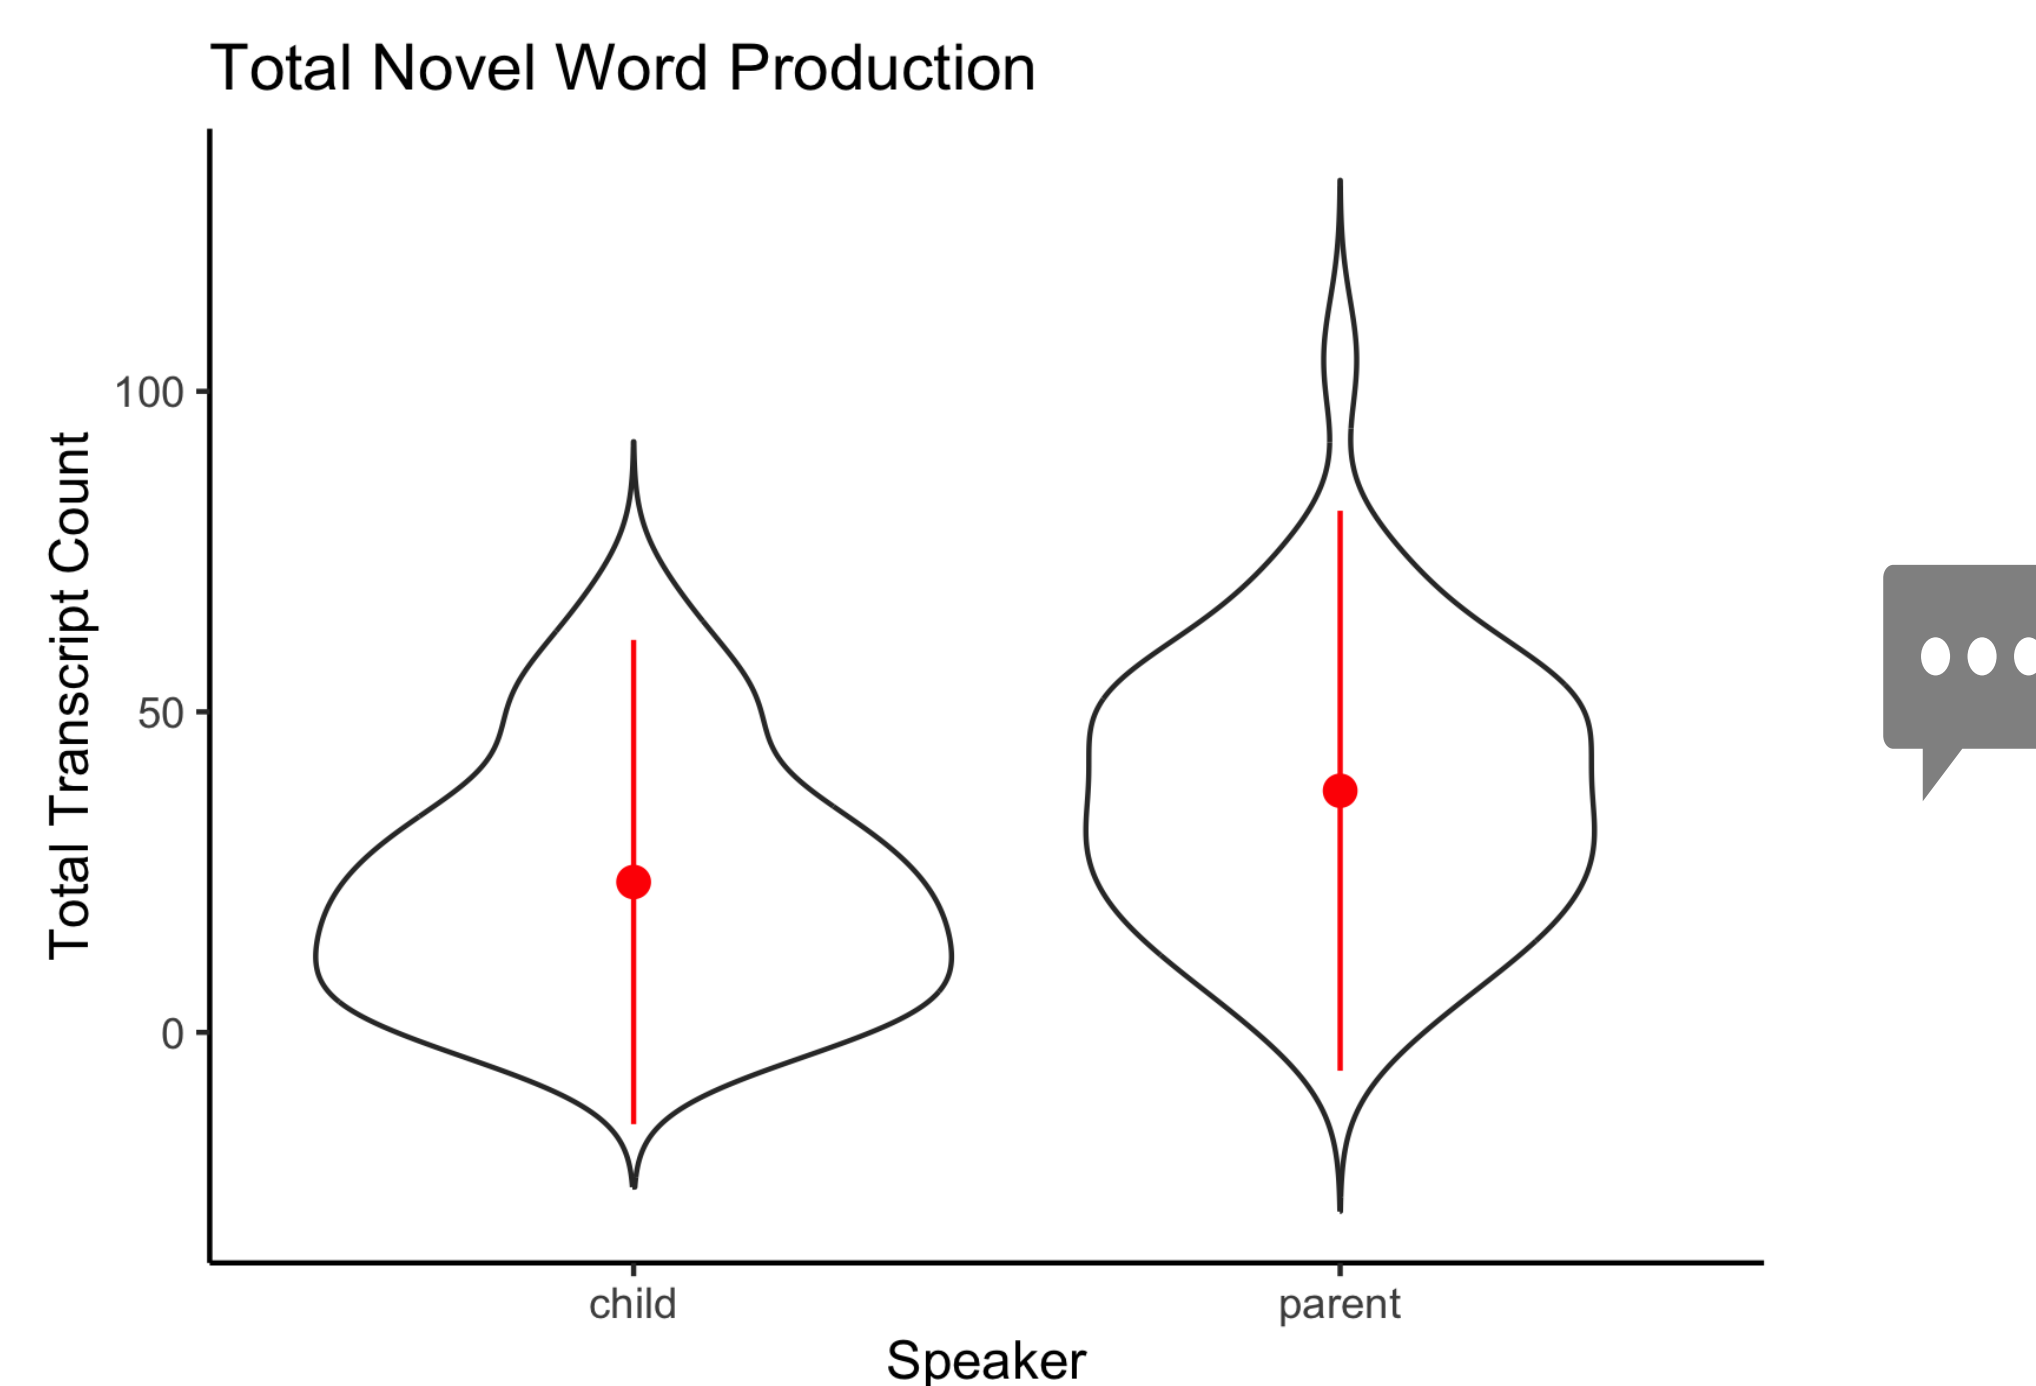 Total Novel Word Production
Total Transcript Count
100
50
0
child
parent
Speaker